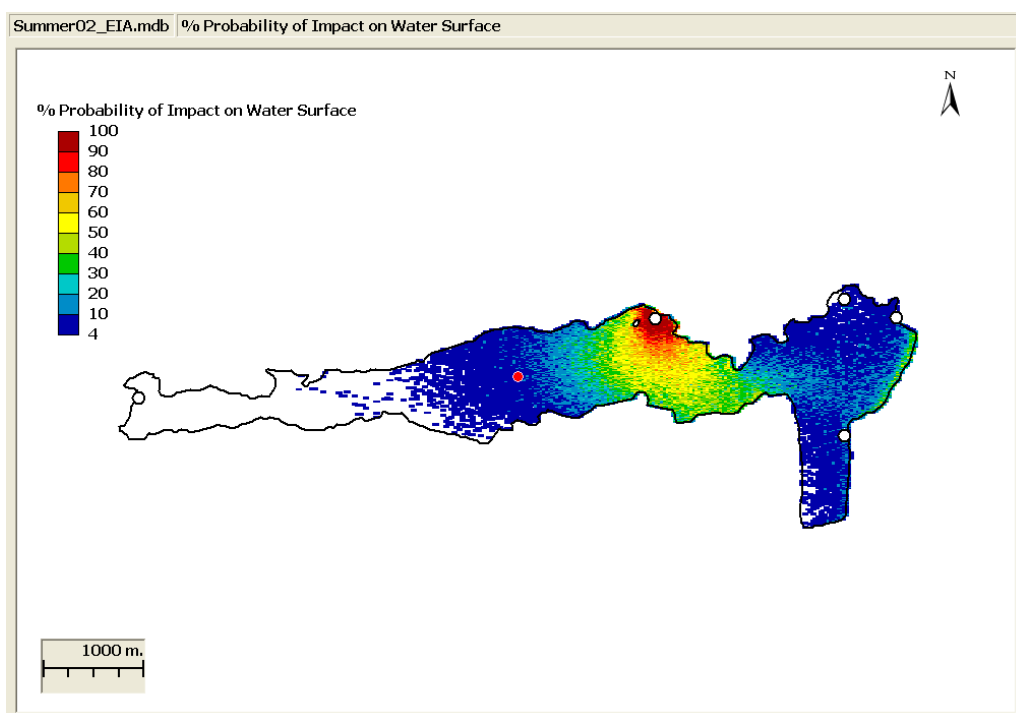 Summer02_EIA.mdb % Probability of Impact on Water Surface
N
% Probability of Impact on Water Surface
100
90
80
70
60
50
40
30
20
10
4
1000 m.